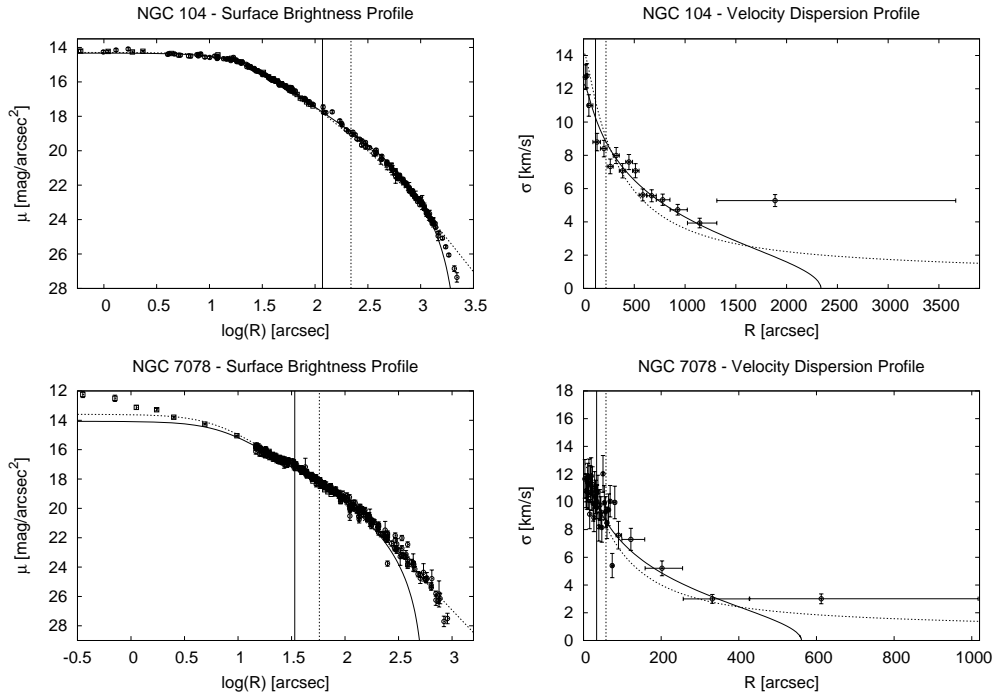 NGC 104 - Surface Brightness Profile
14
16
18
20
22
24
26
28
μ [mag/arcsec²]
0 0.5 1 1.5 2 2.5 3 3.5
log(R) [arcsec]
NGC 104 - Velocity Dispersion Profile
14
12
10
8
6
4
2
0
σ [km/s]
0 500 1000 1500 2000 2500 3000 3500
R [arcsec]
NGC 7078 - Surface Brightness Profile
12
14
16
18
20
22
24
26
28
μ [mag/arcsec²]
-0.5 0 0.5 1 1.5 2 2.5 3
log(R) [arcsec]
NGC 7078 - Velocity Dispersion Profile
18
16
14
12
10
8
6
4
2
0
σ [km/s]
0 200 400 600 800 1000
R [arcsec]